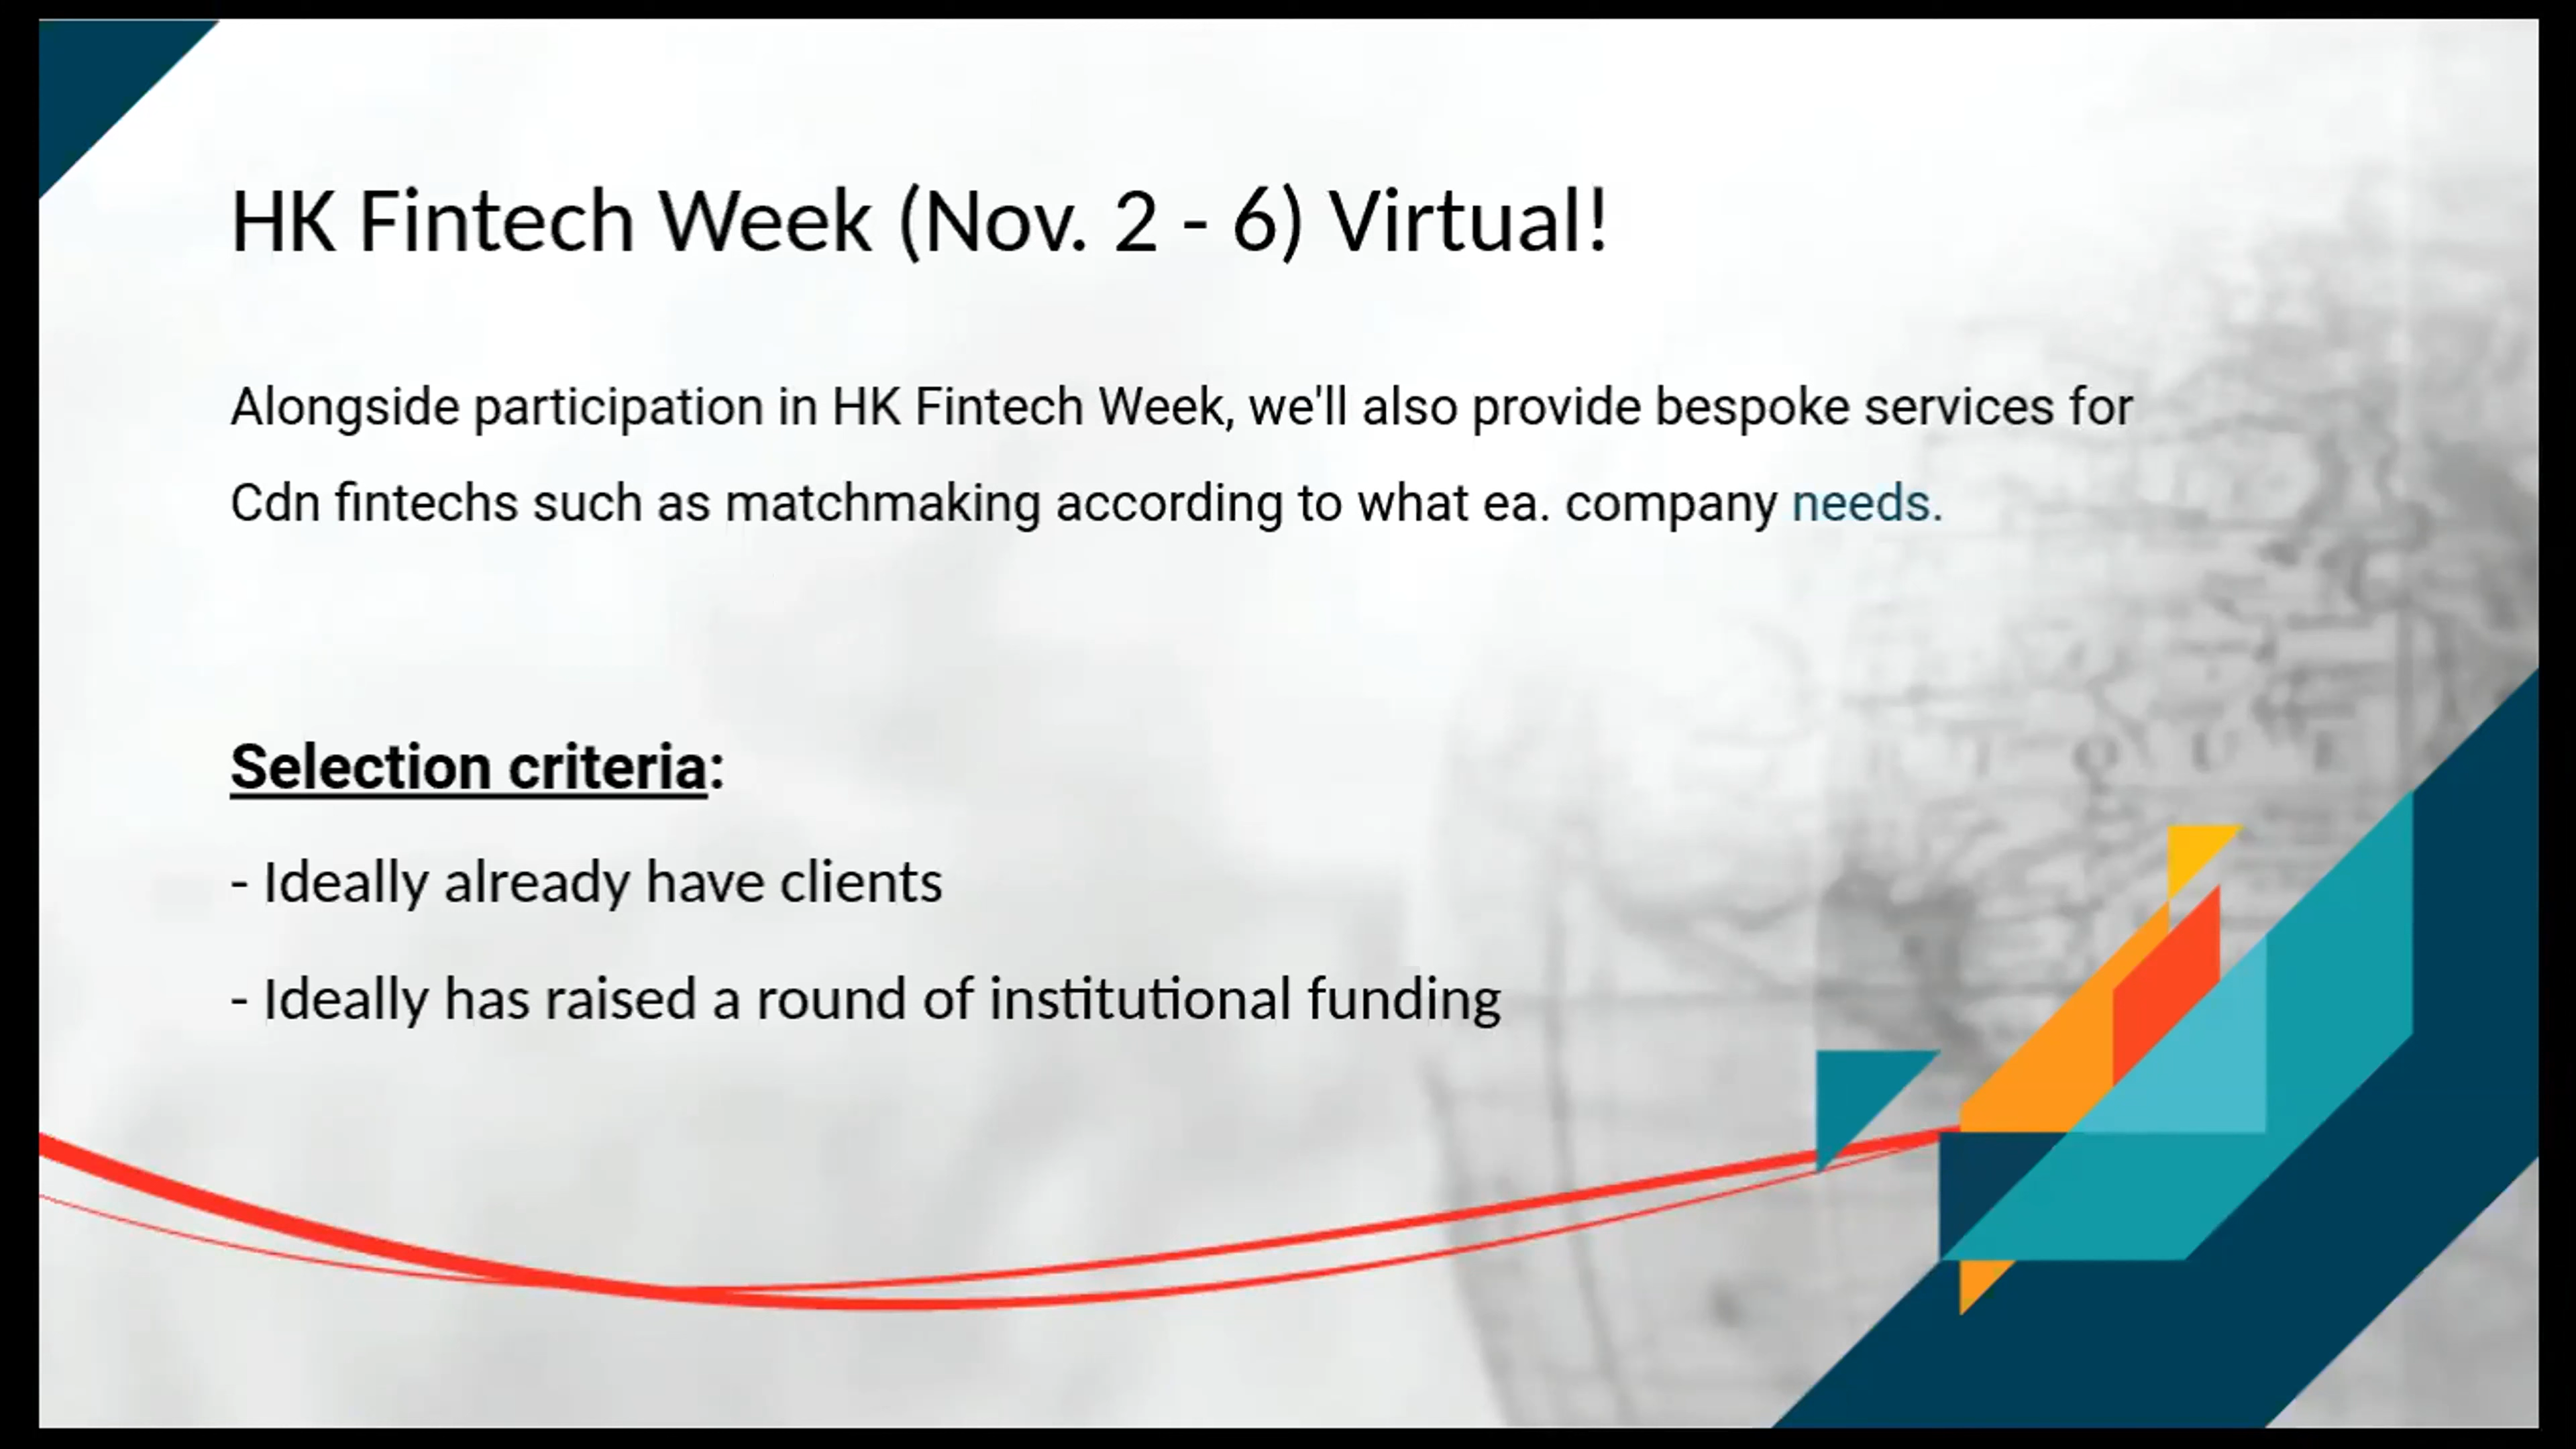 HK Fintech Week (Nov. 2 - 6) Virtual!
Alongside participation in HK Fintech Week, we'll also provide bespoke services for
Cdn fintechs such as matchmaking according to what ea. company needs.
Selection criteria:
- Ideally already have clients
- Ideally has raised a round of institutional funding